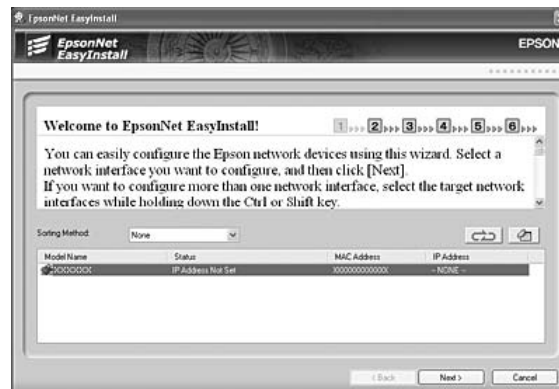 EpsonNet EasyInstall
EpsonNet
EasyInstall
EPSON
Welcome to EpsonNet EasyInstall!
1 2 3 4 5 6
You can easily configure the Epson network devices using this wizard. Select a
network interface you want to configure, and then click [Next].
If you want to configure more than one network interface, select the target network
interfaces while holding down the Ctrl or Shift key.
Sorting Method: None
Model Name Status MAC Address IP Address
XXXXXXX IP Address Not Set XXXXXXXXXXXX - NONE -
< Back Next > Cancel